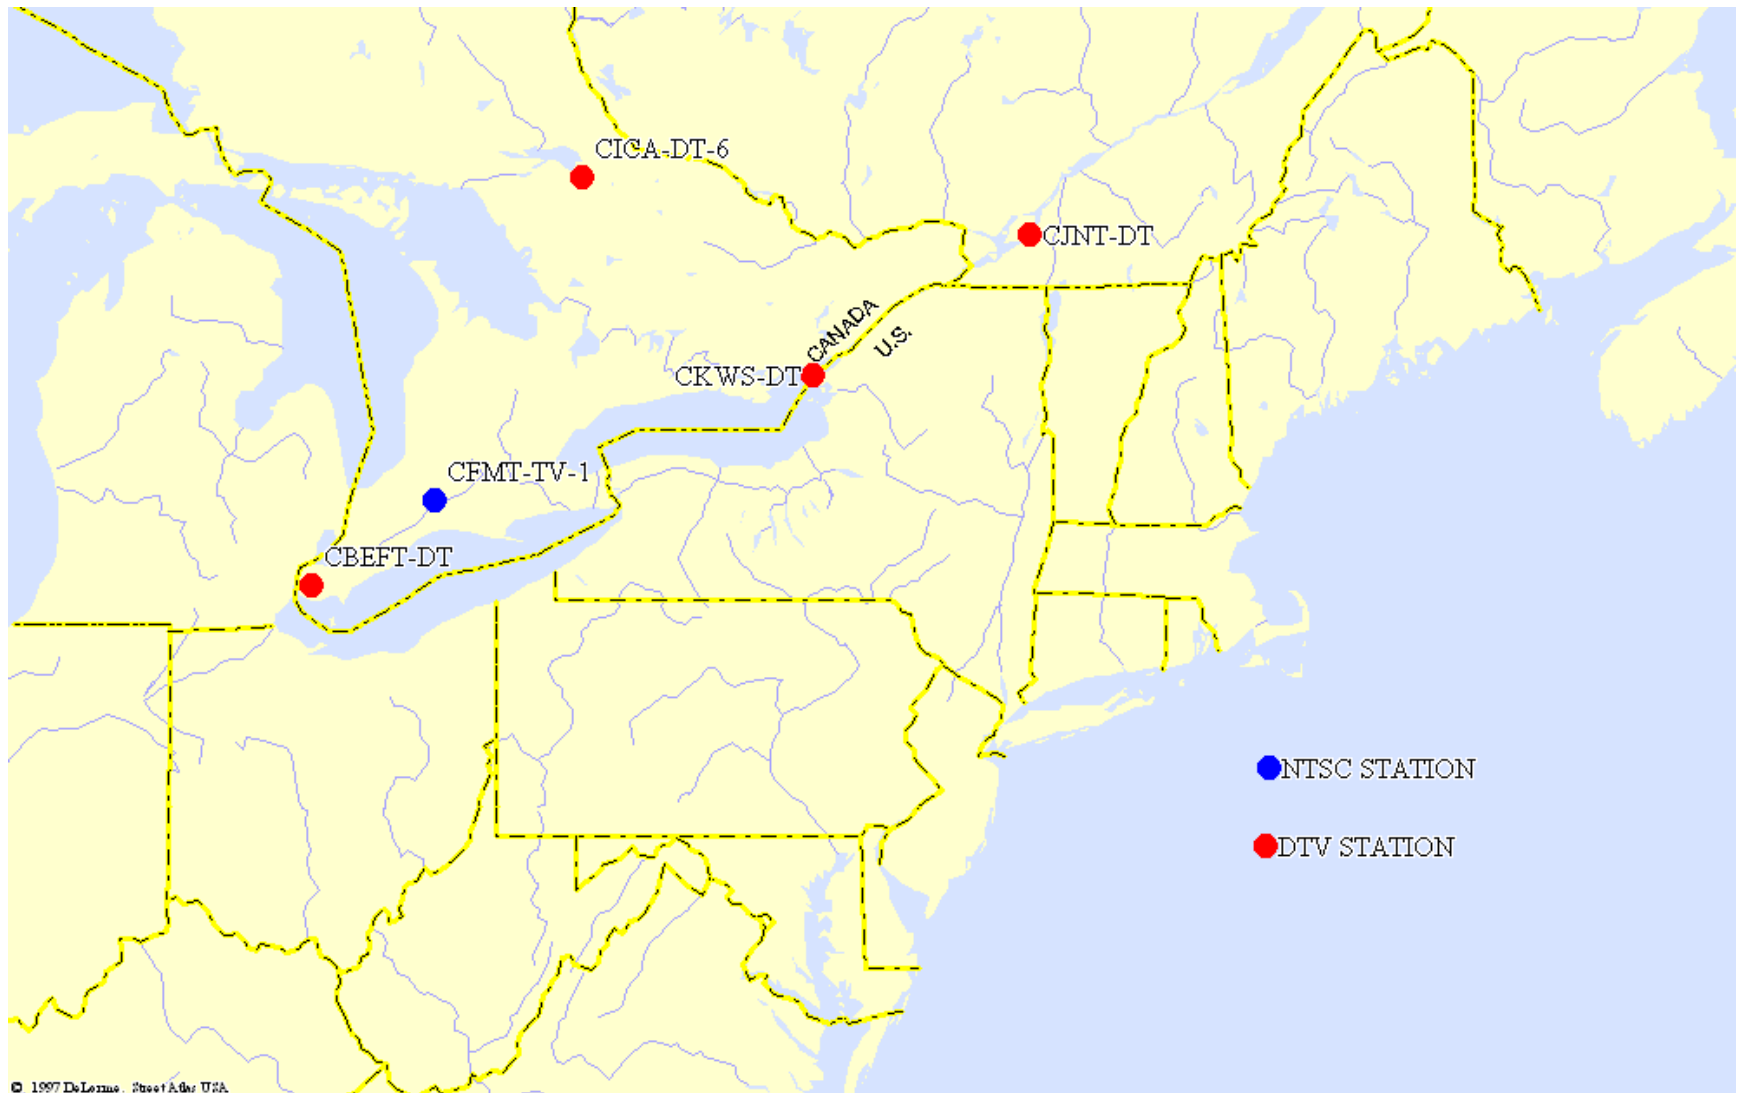 CICA-DT-6
CJNT-DT
CANADA
U.S.
CKWS-DT
CFMT-TV-1
CBEFT-DT
NTSC STATION
DTV STATION
© 1997 DeLorme. Street Atlas USA